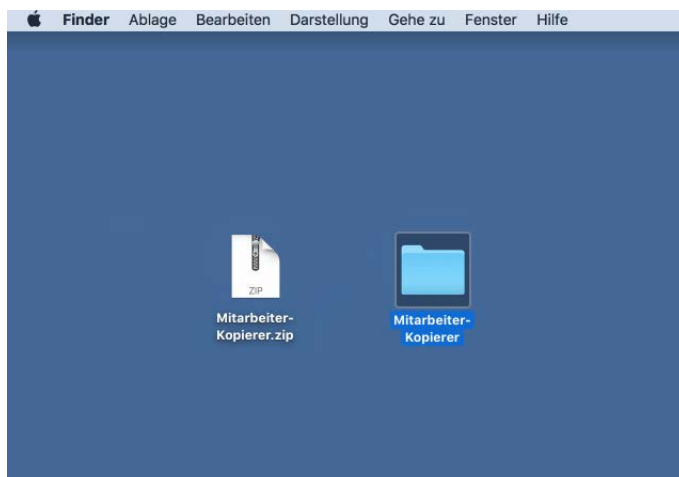 Finder Ablage Bearbeiten Darstellung Gehe zu Fenster Hilfe
ZIP
Mitarbeiter-
Kopierer.zip
Mitarbeiter-
Kopierer